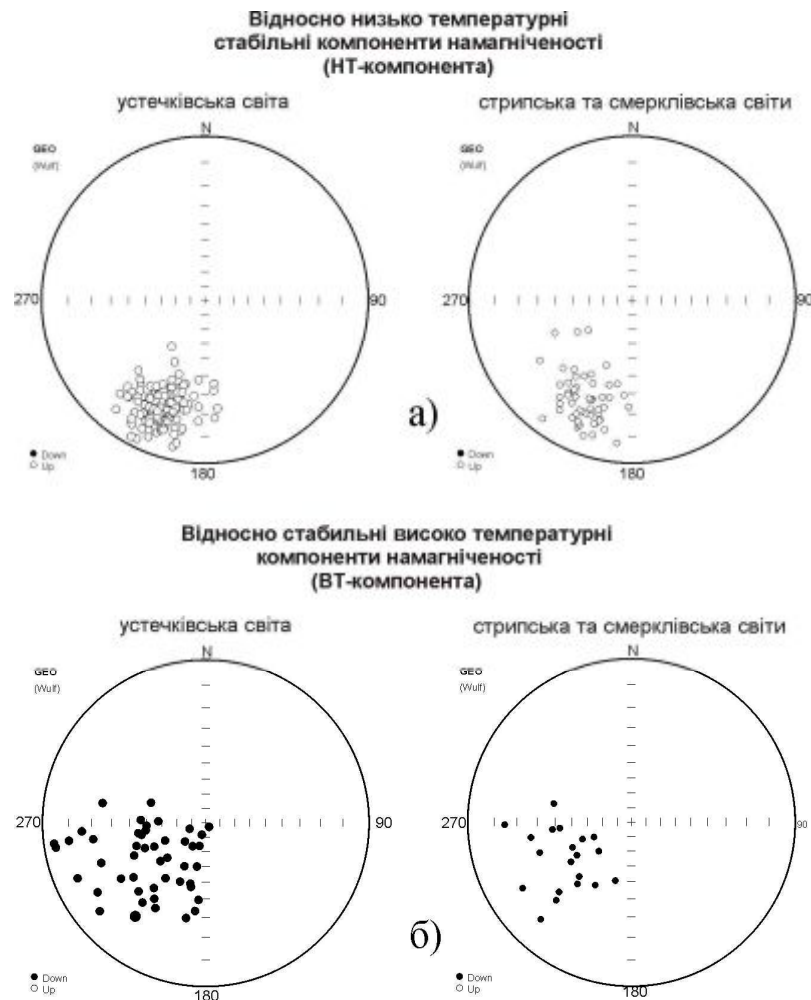 Відносно низько температурні
стабільні компоненти намагніченості
(НТ-компонента)
устечківська світа
стрипська та смерклівська світи
N
N
GEO
(Wulf)
GEO
(Wulf)
270
90
270
90
а)
Down
Up
180
Down
Up
180
Відносно стабильні високо температурні
компоненти намагніченості
(ВТ-компонента)
устечківська світа
стрипська та смерклівська світи
N
N
GEO
(Wulf)
GEO
(Wulf)
270
90
270
90
б)
Down
Up
180
Down
Up
180